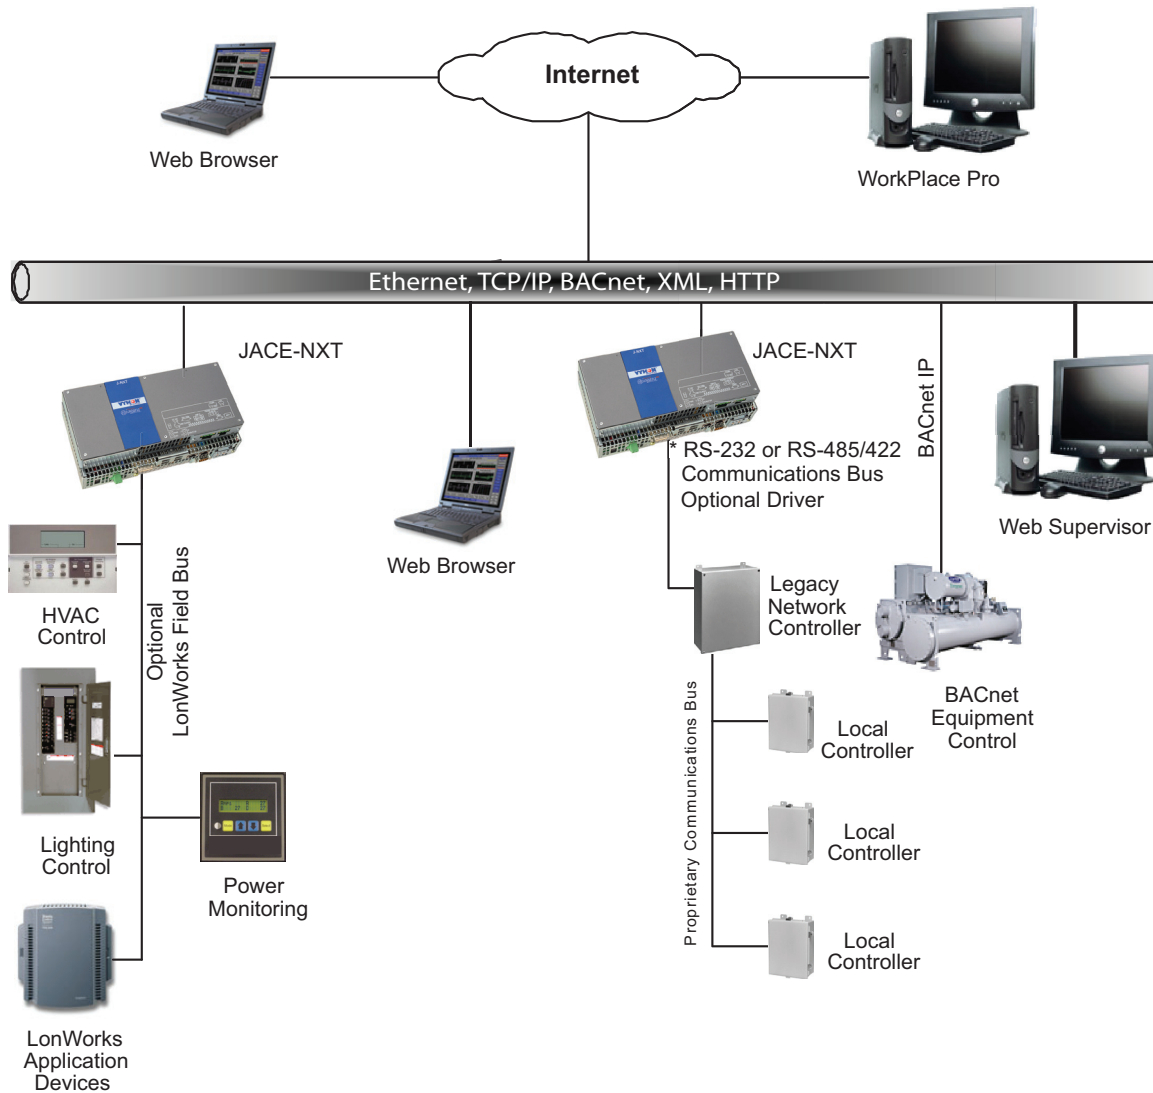 Internet
Web Browser
WorkPlace Pro
Ethernet, TCP/IP, BACnet, XML, HTTP
JACE-NXT
JACE-NXT
BACnet IP
* RS-232 or RS-485/422
Communications Bus
Optional Driver
Web Supervisor
Web Browser
HVAC
Control
Optional
LonWorks Field Bus
Legacy
Network
Controller
BACnet
Equipment
Control
Proprietary Communications Bus
Local
Controller
Lighting
Control
Local
Controller
Power
Monitoring
Local
Controller
LonWorks
Application
Devices